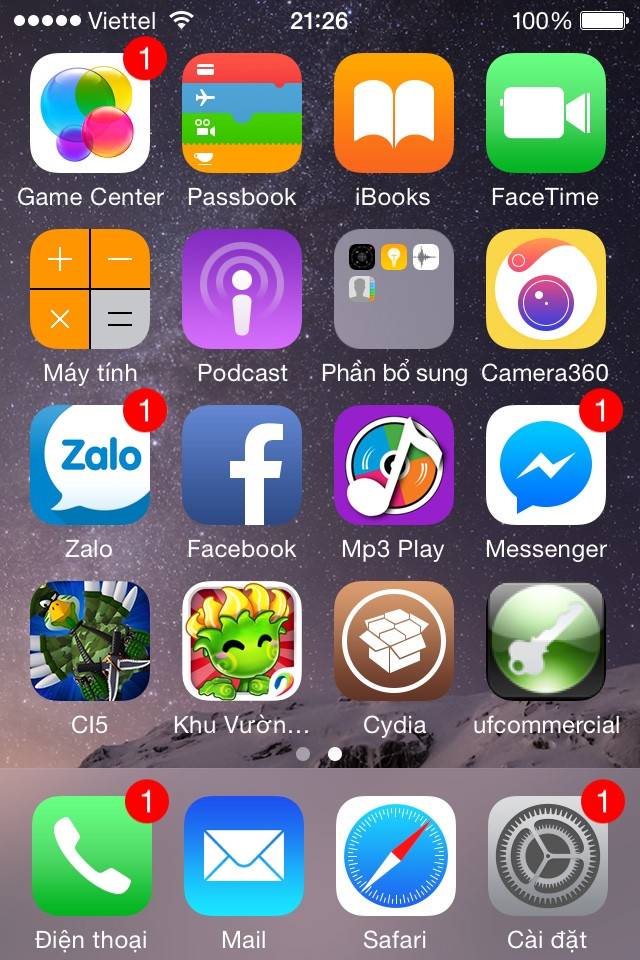 Viettel 21:26 100%
1
Game Center Passbook iBooks FaceTime
Máy tính Podcast Phần bổ sung Camera360
1 1
Zalo
Zalo Facebook Mp3 Play Messenger
CI5 Khu Vườn... Cydia ufcommercial
1 1
Điện thoại Mail Safari Cài đặt